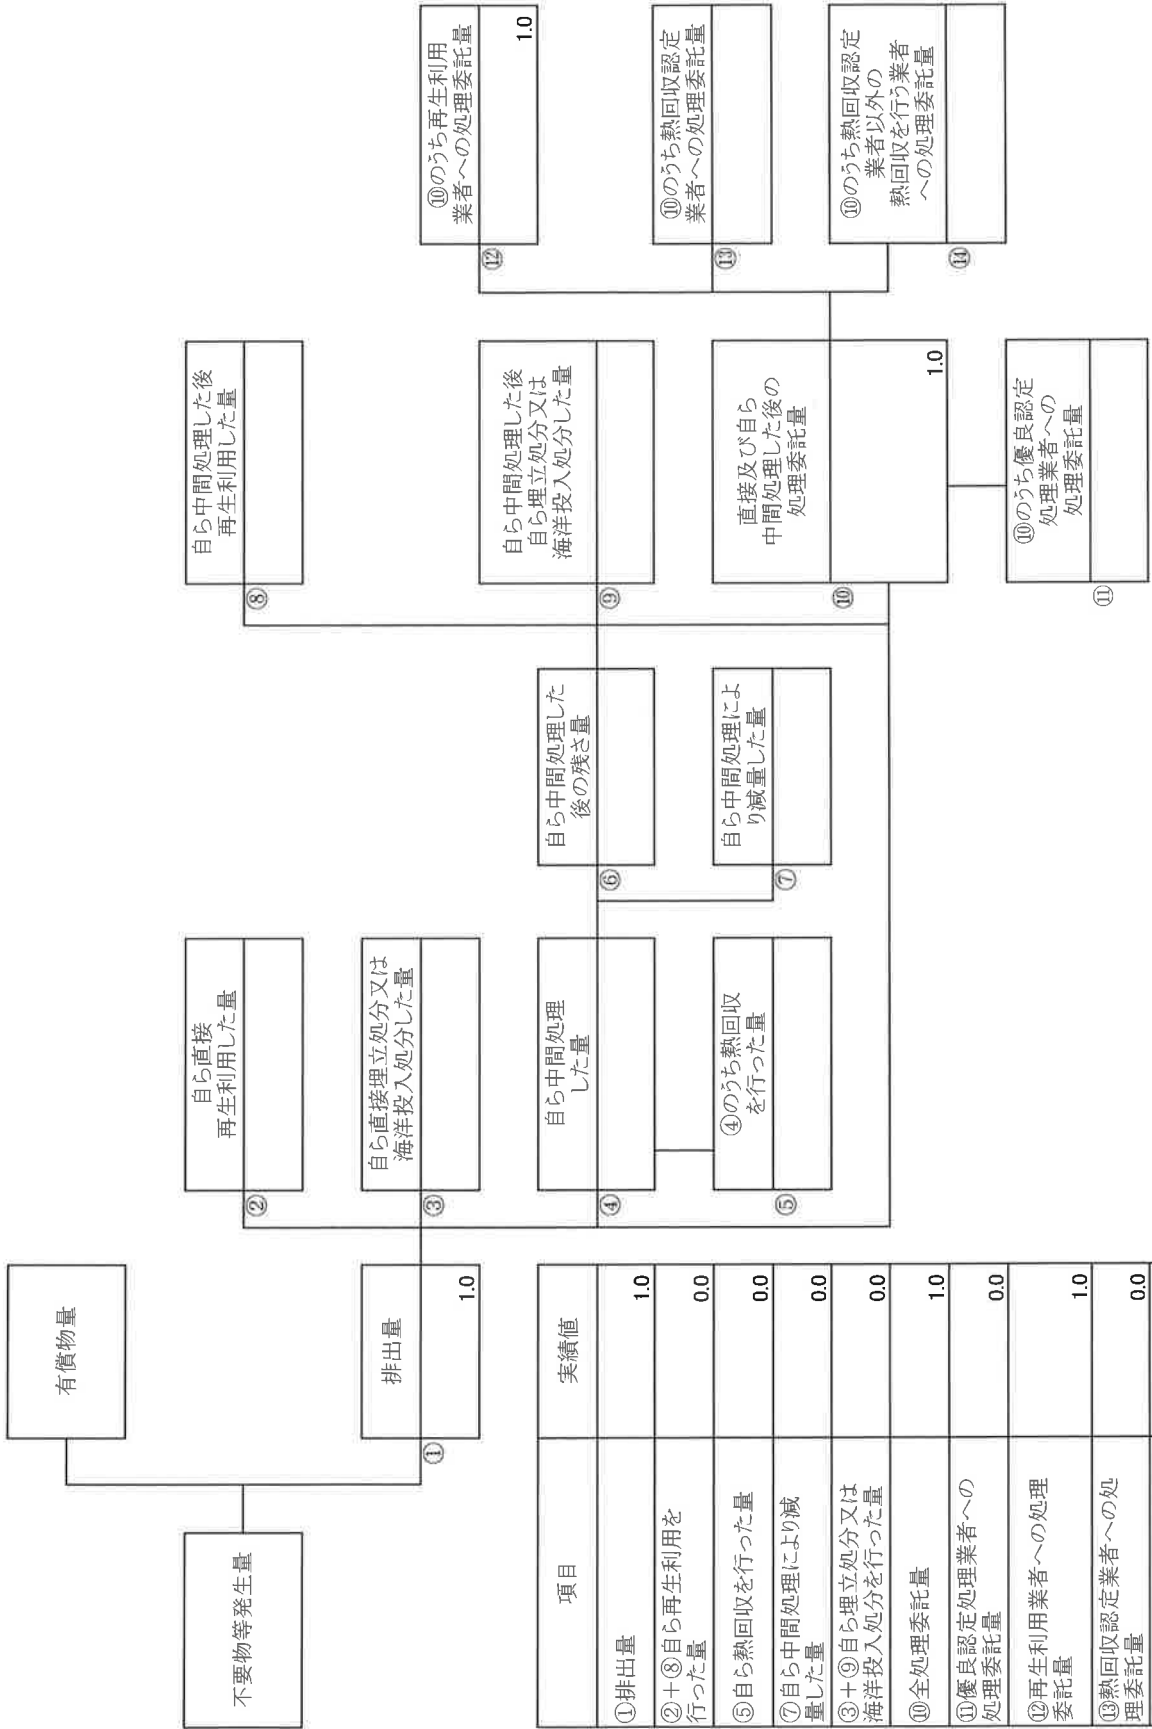 不要物等発生量
有償物量
排出量
①
1.0
自ら直接
再生利用した量
②
自ら直接埋立処分又は
海洋投入処分した量
③
自ら中間処理
した量
④
④のうち熱回収
を行った量
⑤
自ら中間処理した
後の残さ量
⑥
自ら中間処理によ
り減量した量
⑦
自ら中間処理した後
再生利用した量
⑧
自ら中間処理した後
自ら埋立処分又は
海洋投入処分した量
⑨
直接及び自ら
中間処理した後の
処理委託量
⑩
1.0
⑩のうち優良認定
処理業者への
処理委託量
⑪
⑩のうち再生利用
業者への処理委託量
⑫
1.0
⑩のうち熱回収認定
業者への処理委託量
⑬
⑩のうち熱回収認定
業者以外の
熱回収を行う業者
への処理委託量
⑭
項目 実績値
①排出量 1.0
②+⑧自ら再生利用を
行った量 0.0
⑤自ら熱回収を行った量 0.0
⑦自ら中間処理により減
量した量 0.0
③+⑨自ら埋立処分又は
海洋投入処分を行った量 0.0
⑩全処理委託量 1.0
⑪優良認定処理業者への
処理委託量 0.0
⑫再生利用業者への処理
委託量 1.0
⑬熱回収認定業者への処
理委託量 0.0